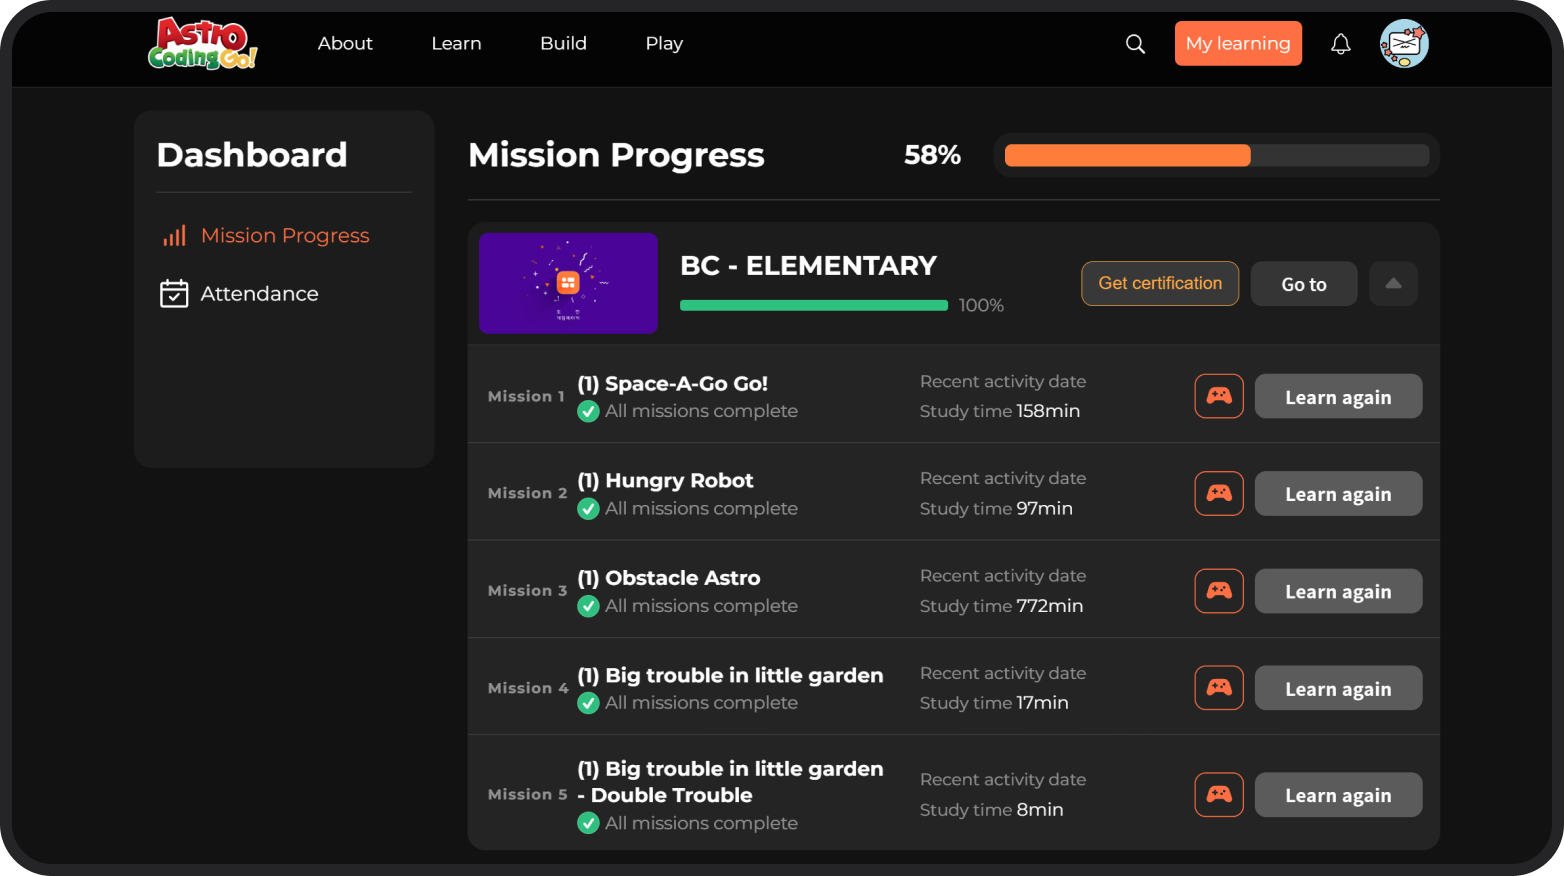 Astro
Coding Go!
About
Learn
Build
Play
My learning
Dashboard
Mission Progress
Attendance
Mission Progress
58%
BC - ELEMENTARY
100%
Get certification
Go to
Mission 1
(1) Space-A-Go Go!
All missions complete
Recent activity date
Study time 158min
Learn again
Mission 2
(1) Hungry Robot
All missions complete
Recent activity date
Study time 97min
Learn again
Mission 3
(1) Obstacle Astro
All missions complete
Recent activity date
Study time 772min
Learn again
Mission 4
(1) Big trouble in little garden
All missions complete
Recent activity date
Study time 17min
Learn again
Mission 5
(1) Big trouble in little garden
- Double Trouble
All missions complete
Recent activity date
Study time 8min
Learn again